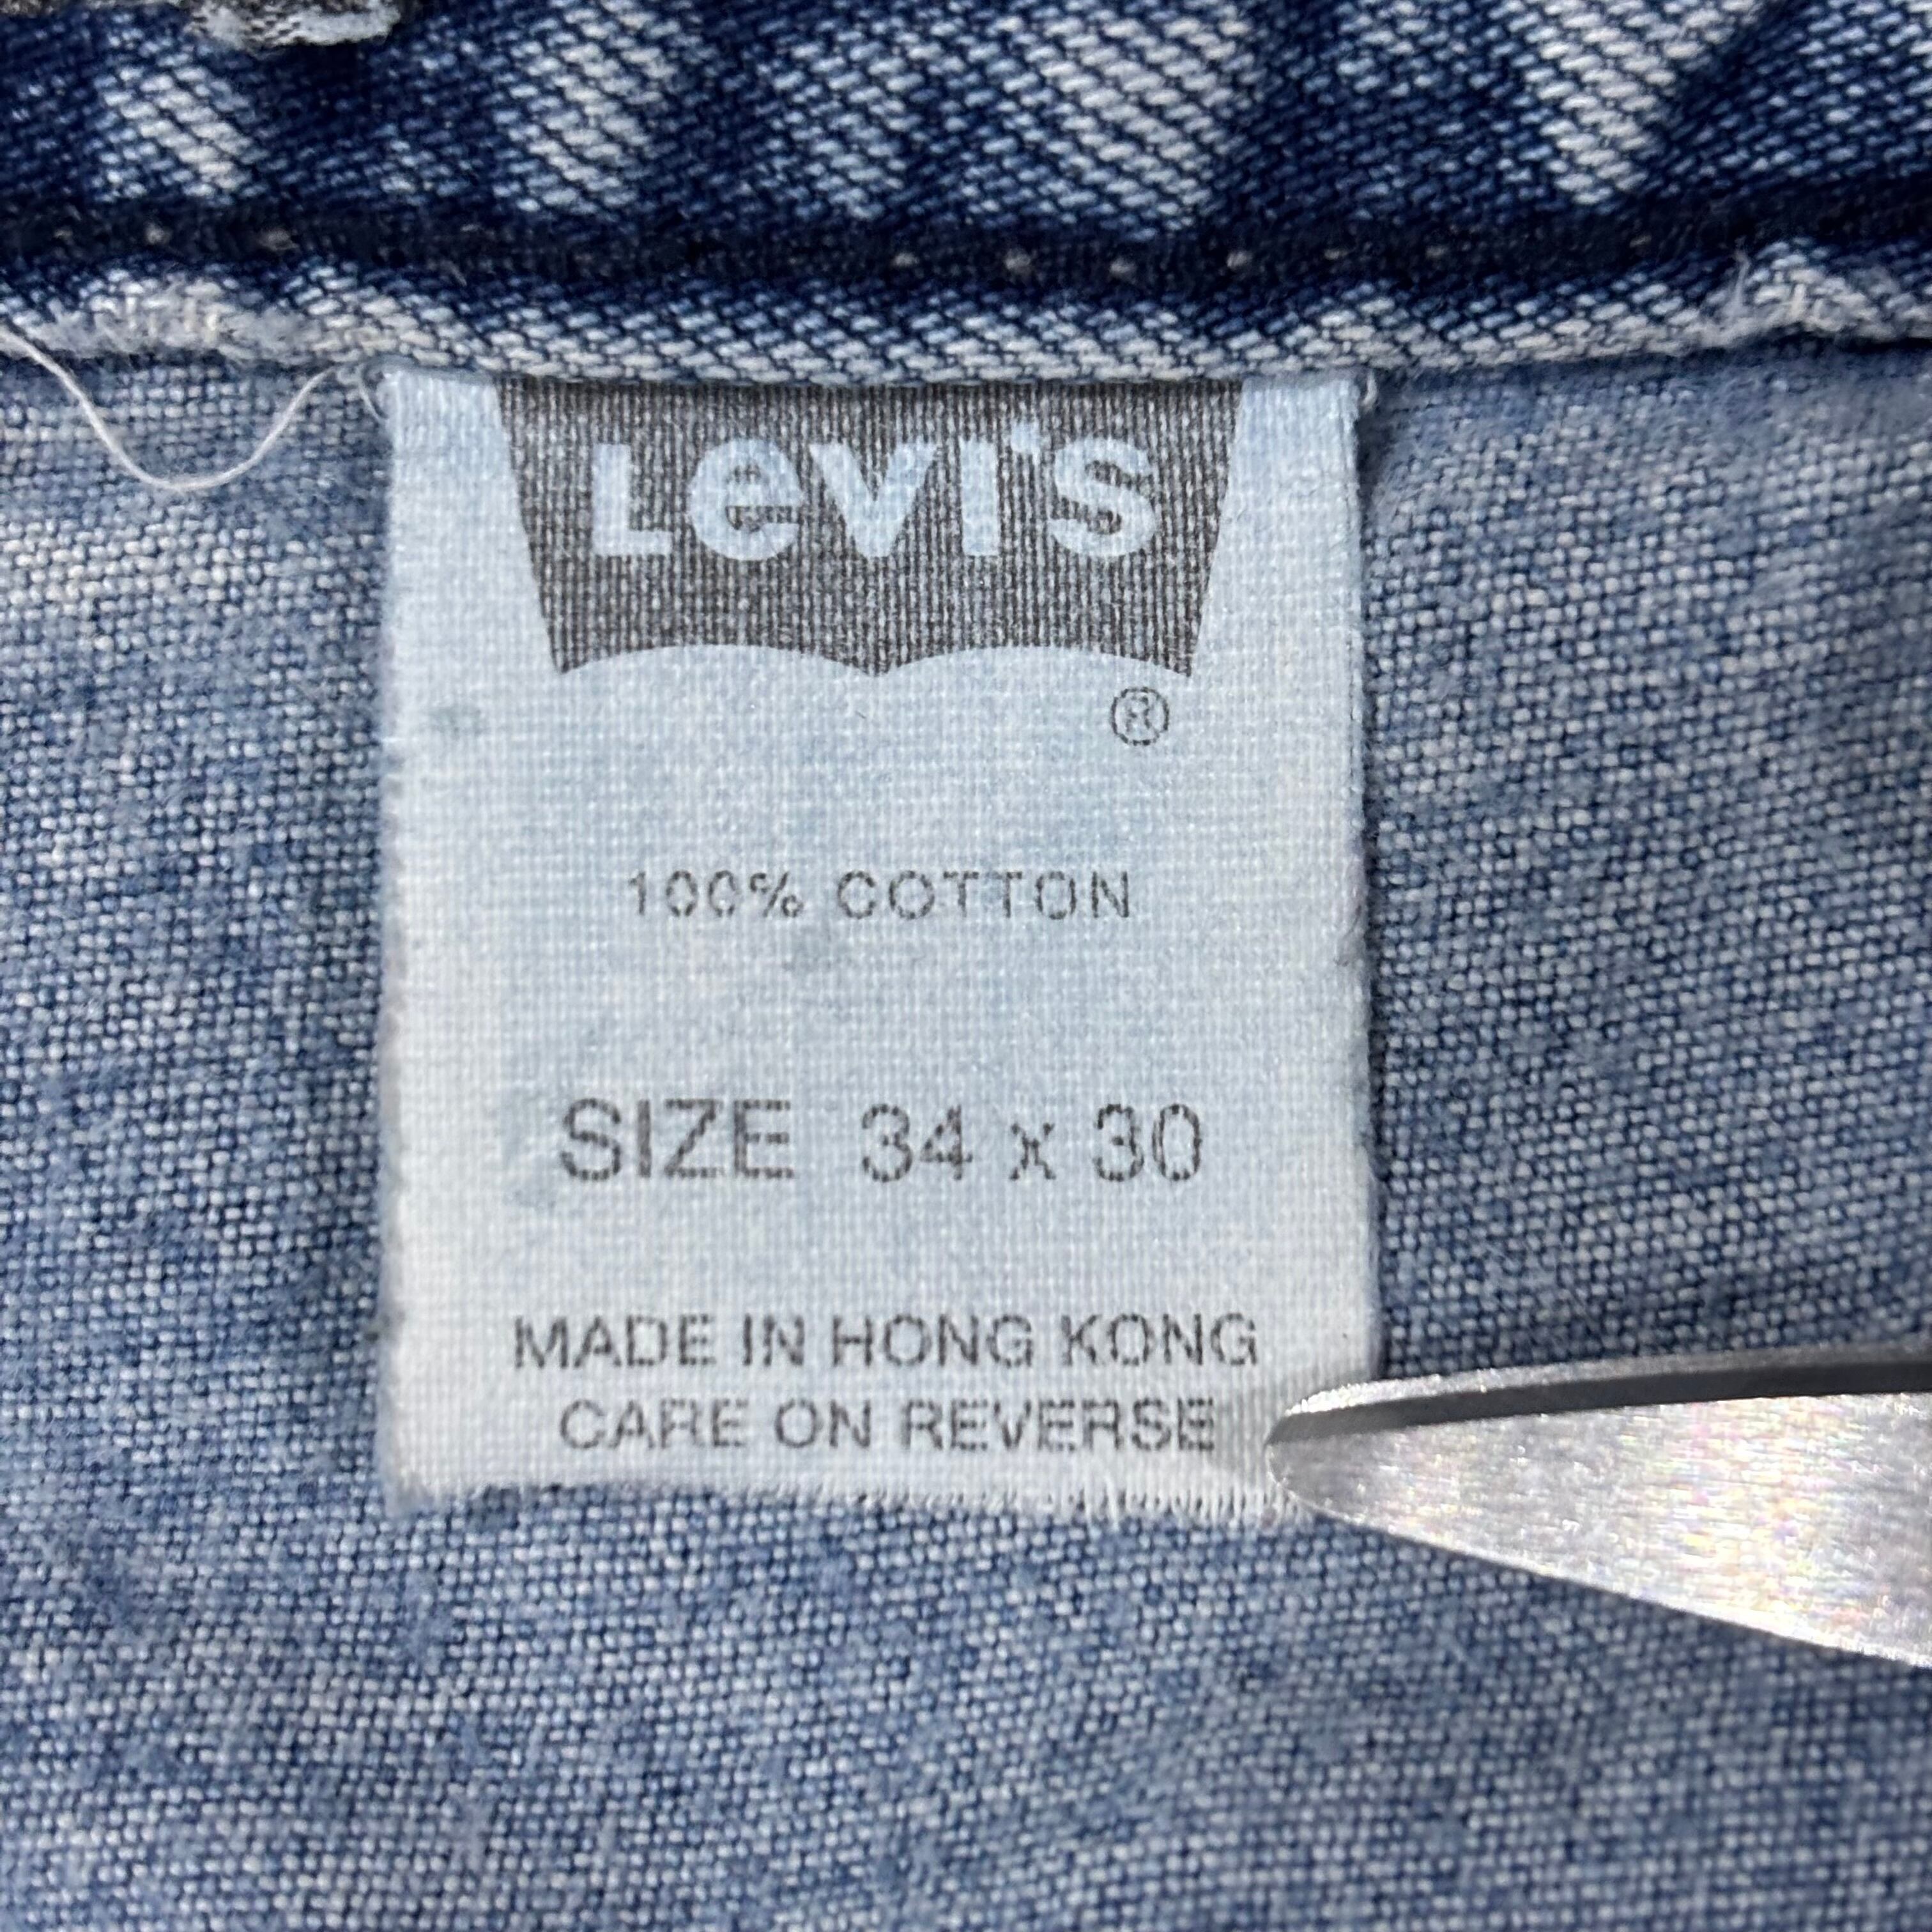 Levi's
®
100% COTTON
SIZE 34 x 30
MADE IN HONG KONG
CARE ON REVERSE